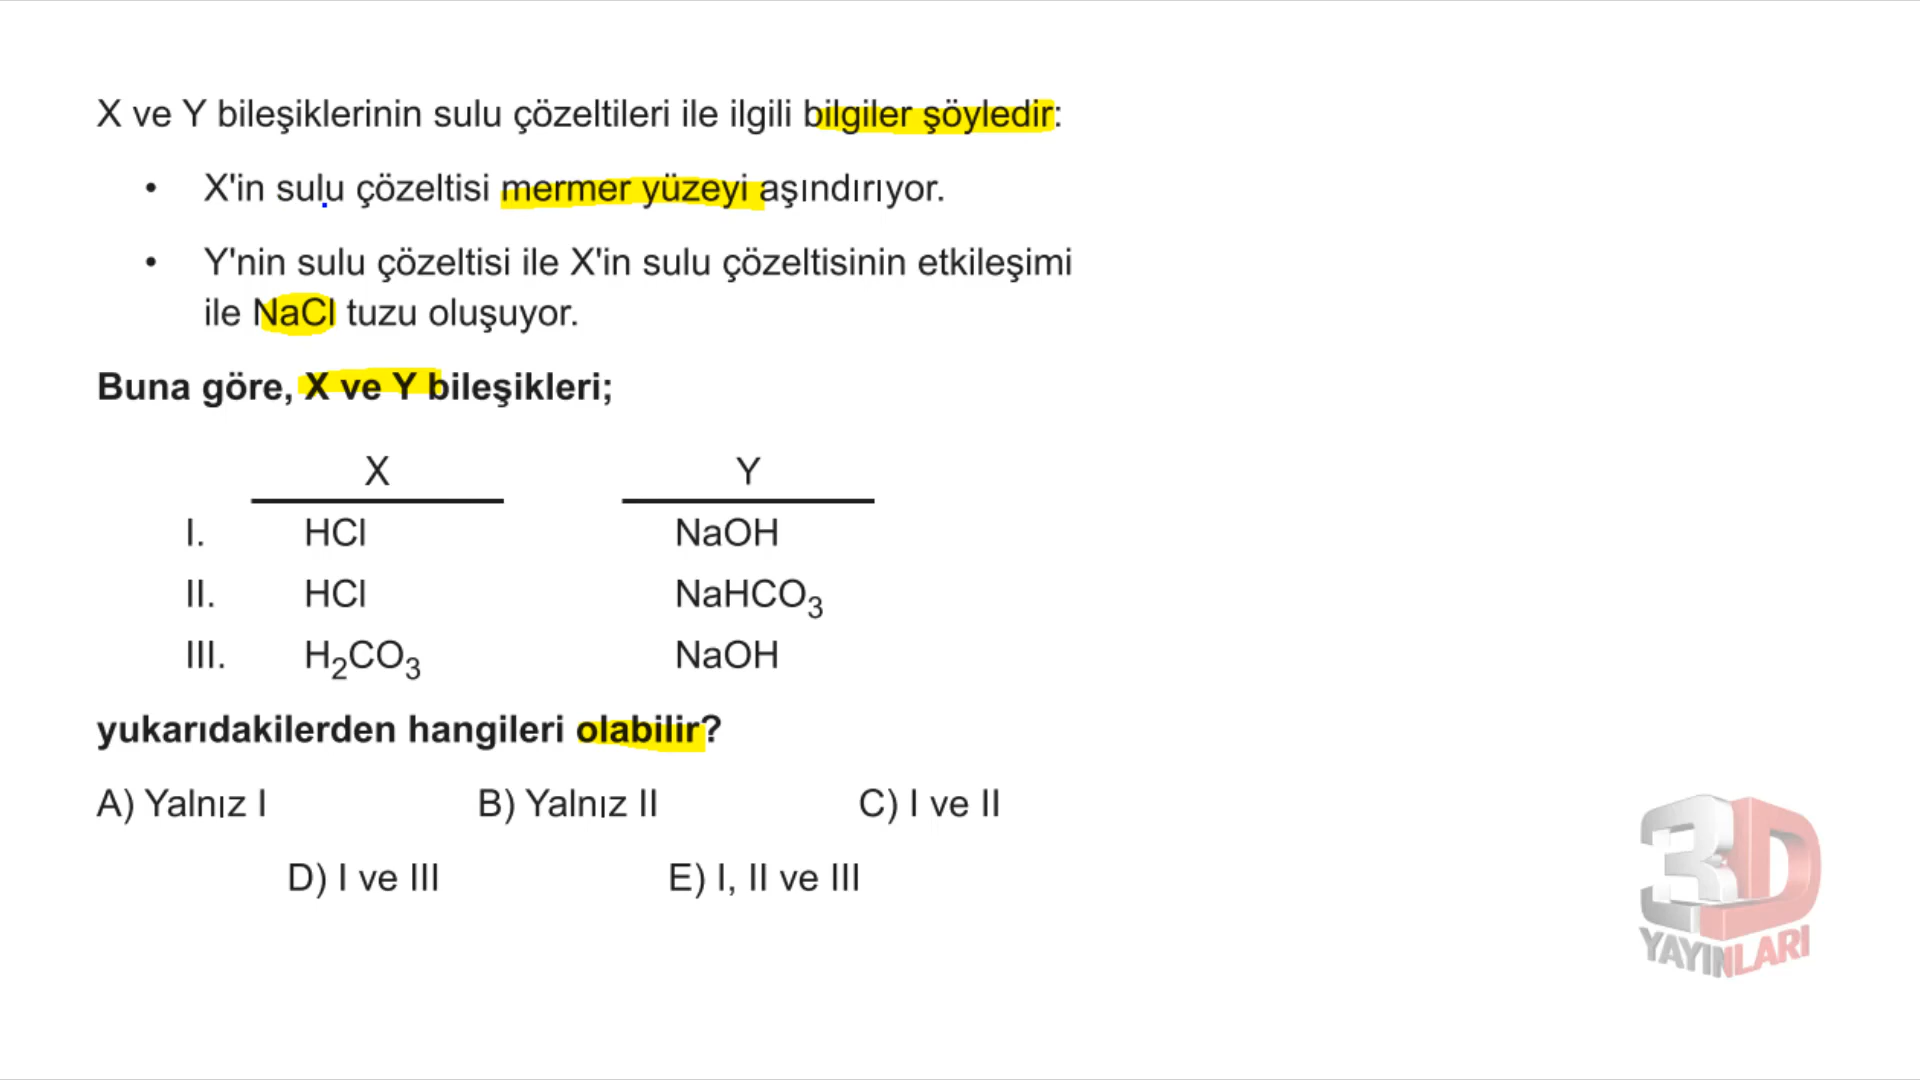 X ve Y bileşiklerinin sulu çözeltileri ile ilgili bilgiler şöyledir:
• X'in sulu çözeltisi mermer yüzeyi aşındırıyor.
• Y'nin sulu çözeltisi ile X'in sulu çözeltisinin etkileşimi
ile NaCl tuzu oluşuyor.
Buna göre, X ve Y bileşikleri;
X Y
I. HCl NaOH
II. HCl NaHCO₃
III. H₂CO₃ NaOH
yukarıdakilerden hangileri olabilir?
A) Yalnız I B) Yalnız II C) I ve II
D) I ve III E) I, II ve III
3D
YAYINLARI